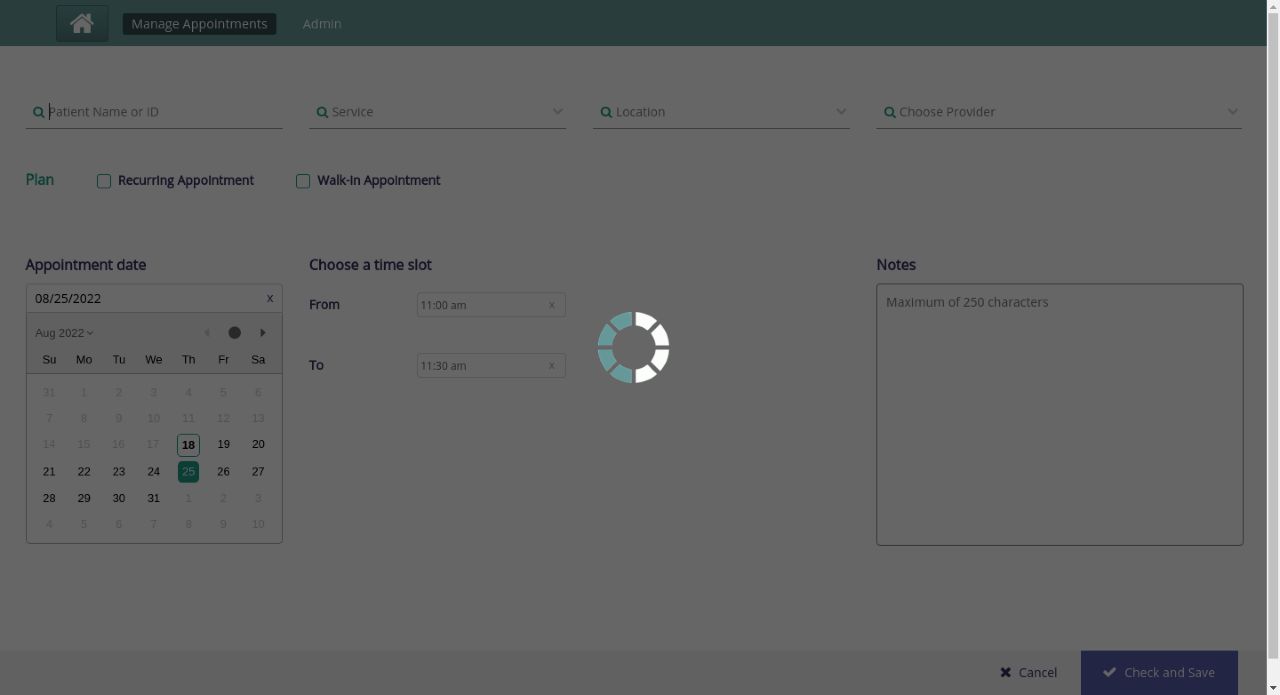 Manage Appointments Admin
Patient Name or ID Service Location Choose Provider
Plan Recurring Appointment Walk-in Appointment
Appointment date Choose a time slot Notes
08/25/2022 x From 11:00 am x Maximum of 250 characters
Aug 2022
Su Mo Tu We Th Fr Sa
To 11:30 am x
31 1 2 3 4 5 6
7 8 9 10 11 12 13
14 15 16 17 18 19 20
21 22 23 24 25 26 27
28 29 30 31 1 2 3
4 5 6 7 8 9 10
Cancel Check and Save